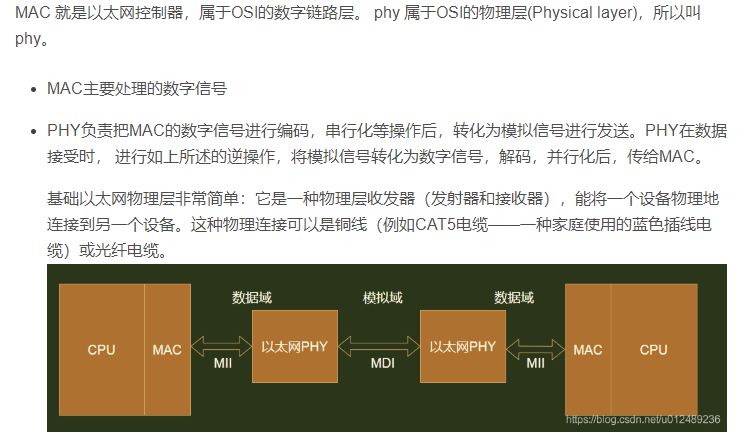 MAC 就是以太网控制器，属于OSI的数字链路层。 phy 属于OSI的物理层(Physical layer)，所以叫
phy。
MAC主要处理的数字信号
PHY负责把MAC的数字信号进行编码，串行化等操作后，转化为模拟信号进行发送。PHY在数据
接受时， 进行如上所述的逆操作，将模拟信号转化为数字信号，解码，并行化后，传给MAC。
基础以太网物理层非常简单：它是一种物理层收发器（发射器和接收器），能将一个设备物理地
连接到另一个设备。这种物理连接可以是铜线（例如CAT5电缆——一种家庭使用的蓝色插线电
缆）或光纤电缆。
数据域 模拟域 数据域
CPU MAC 以太网PHY 以太网PHY MAC CPU
MII MDI MII
https://blog.csdn.net/u012489236